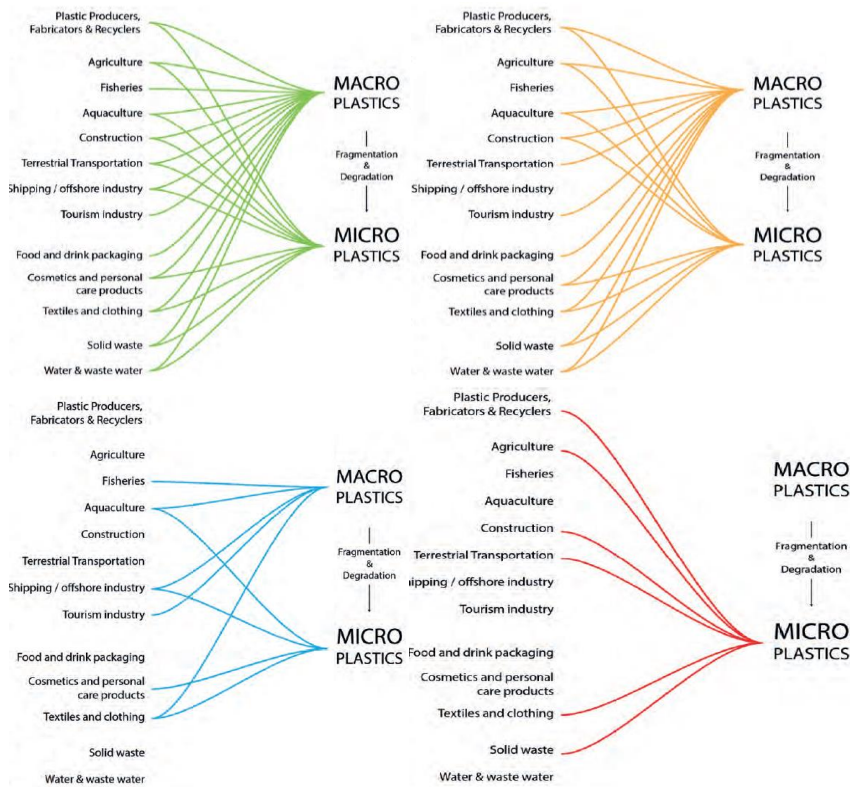 Plastic Producers,
Fabricators & Recyclers
Agriculture
Fisheries
Aquaculture
Construction
Terrestrial Transportation
Shipping / offshore industry
Tourism industry
Food and drink packaging
Cosmetics and personal
care products
Textiles and clothing
Solid waste
Water & waste water
MACRO
PLASTICS
Fragmentation
&
Degradation
MICRO
PLASTICS
Plastic Producers,
Fabricators & Recyclers
Agriculture
Fisheries
Aquaculture
Construction
Terrestrial Transportation
Shipping / offshore industry
Tourism industry
Food and drink packaging
Cosmetics and personal
care products
Textiles and clothing
Solid waste
Water & waste water
MACRO
PLASTICS
Fragmentation
&
Degradation
MICRO
PLASTICS
Plastic Producers,
Fabricators & Recyclers
Agriculture
Fisheries
Aquaculture
Construction
Terrestrial Transportation
Shipping / offshore industry
Tourism industry
Food and drink packaging
Cosmetics and personal
care products
Textiles and clothing
Solid waste
Water & waste water
MACRO
PLASTICS
Fragmentation
&
Degradation
MICRO
PLASTICS
Plastic Producers,
Fabricators & Recyclers
Agriculture
Fisheries
Aquaculture
Construction
Terrestrial Transportation
hipping / offshore industry
Tourism industry
Food and drink packaging
Cosmetics and personal
care products
Textiles and clothing
Solid waste
Water & waste water
MACRO
PLASTICS
Fragmentation
&
Degradation
MICRO
PLASTICS